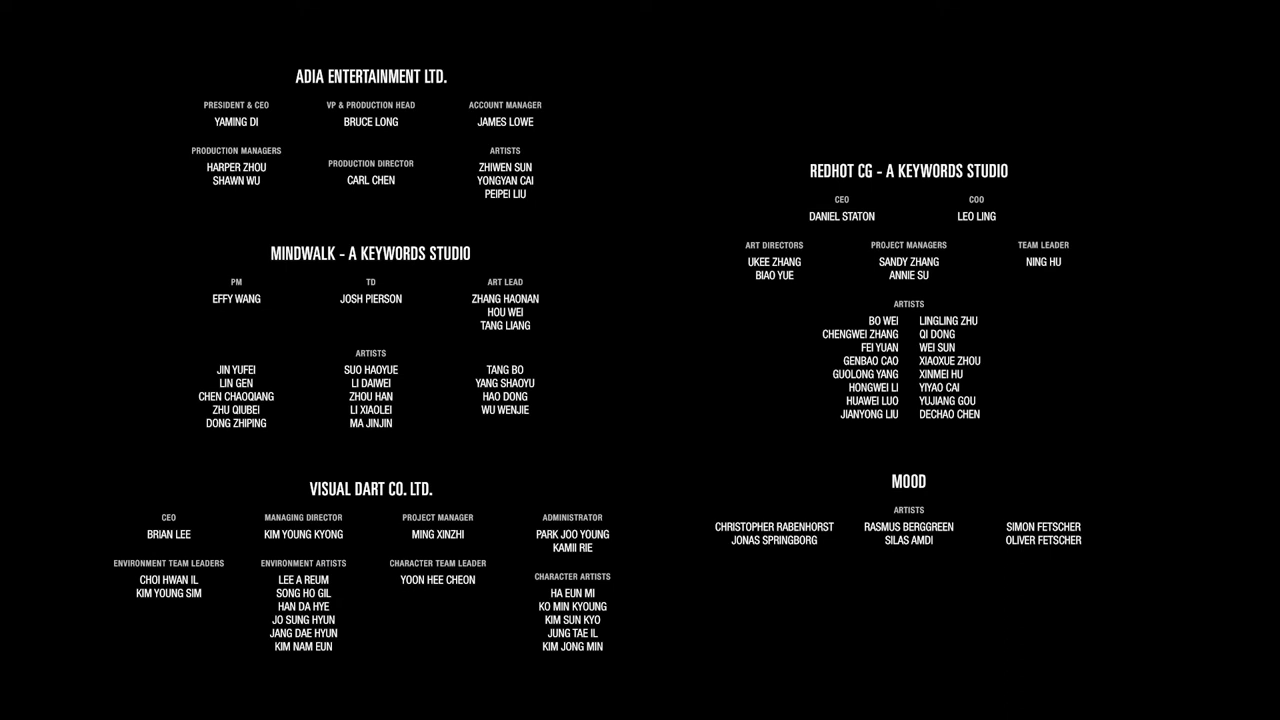 ADIA ENTERTAINMENT LTD.
PRESIDENT & CEO
YAMING DI
VP & PRODUCTION HEAD
BRUCE LONG
ACCOUNT MANAGER
JAMES LOWE
PRODUCTION MANAGERS
HARPER ZHOU
SHAWN WU
PRODUCTION DIRECTOR
CARL CHEN
ARTISTS
ZHIWEN SUN
YONGYAN CAI
PEIPEI LIU
MINDWALK - A KEYWORDS STUDIO
PM
EFFY WANG
TD
JOSH PIERSON
ART LEAD
ZHANG HAONAN
HOU WEI
TANG LIANG
ARTISTS
JIN YUFEI
LIN GEN
CHEN CHAOQIANG
ZHU QIUBEI
DONG ZHIPING
SUO HAOYUE
LI DAIWEI
ZHOU HAN
LI XIAOLEI
MA JINJIN
TANG BO
YANG SHAOYU
HAO DONG
WU WENJIE
VISUAL DART CO. LTD.
CEO
BRIAN LEE
MANAGING DIRECTOR
KIM YOUNG KYONG
PROJECT MANAGER
MING XINZHI
ADMINISTRATOR
PARK JOO YOUNG
KAMII RIE
ENVIRONMENT TEAM LEADERS
CHOI HWAN IL
KIM YOUNG SIM
ENVIRONMENT ARTISTS
LEE A REUM
SONG HO GIL
HAN DA HYE
JO SUNG HYUN
JANG DAE HYUN
KIM NAM EUN
CHARACTER TEAM LEADER
YOON HEE CHEON
CHARACTER ARTISTS
HA EUN MI
KO MIN KYOUNG
KIM SUN KYO
JUNG TAE IL
KIM JONG MIN
REDHOT CG - A KEYWORDS STUDIO
CEO
DANIEL STATON
COO
LEO LING
ART DIRECTORS
UKEE ZHANG
BIAO YUE
PROJECT MANAGERS
SANDY ZHANG
ANNIE SU
TEAM LEADER
NING HU
ARTISTS
BO WEI
CHENGWEI ZHANG
FEI YUAN
GENBAO CAO
GUOLONG YANG
HONGWEI LI
HUAWEI LUO
JIANYONG LIU
LINGLING ZHU
QI DONG
WEI SUN
XIAOXUE ZHOU
XINMEI HU
YIYAO CAI
YUJIANG GOU
DECHAO CHEN
MOOD
ARTISTS
CHRISTOPHER RABENHORST
JONAS SPRINGBORG
RASMUS BERGGREEN
SILAS AMDI
SIMON FETSCHER
OLIVER FETSCHER